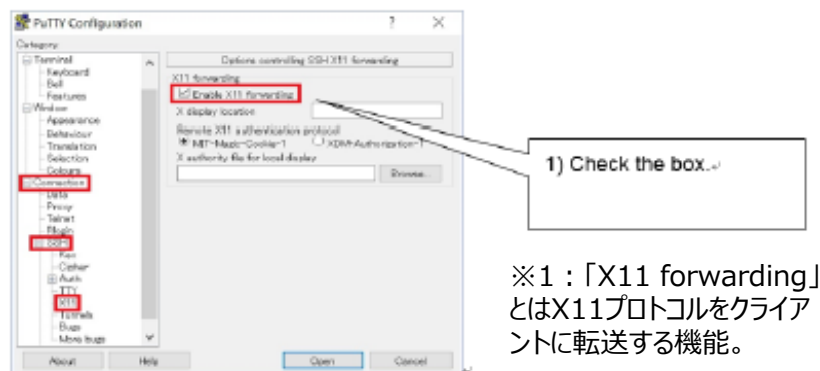 PuTTY Configuration
? ×
Category:
Terminal
Keyboard
Bell
Features
Window
Appearance
Behaviour
Translation
Selection
Colours
Connection
Data
Proxy
Telnet
Rlogin
SSH
Kex
Cipher
Auth
TTY
X11
Tunnels
Bugs
More bugs
Options controlling SSH X11 forwarding
X11 forwarding
Enable X11 forwarding
X display location
Remote X11 authentication protocol
MIT-Magic-Cookie-1 XDM-Authorization-1
X authority file for local display
Browse...
About Help Open Cancel
1) Check the box.
※1:「X11 forwarding」
とはX11プロトコルをクライア
ントに転送する機能。